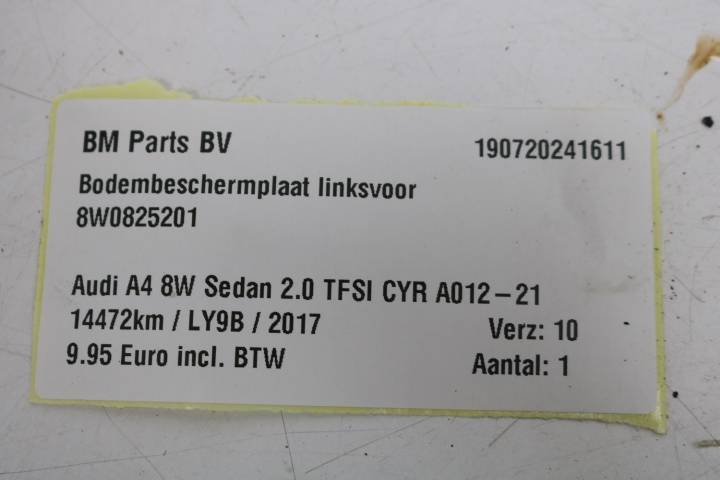 BM Parts BV 190720241611
Bodembeschermplaat linksvoor
8W0825201
Audi A4 8W Sedan 2.0 TFSI CYR A012-21
14472km / LY9B / 2017 Verz: 10
9.95 Euro incl. BTW Aantal: 1